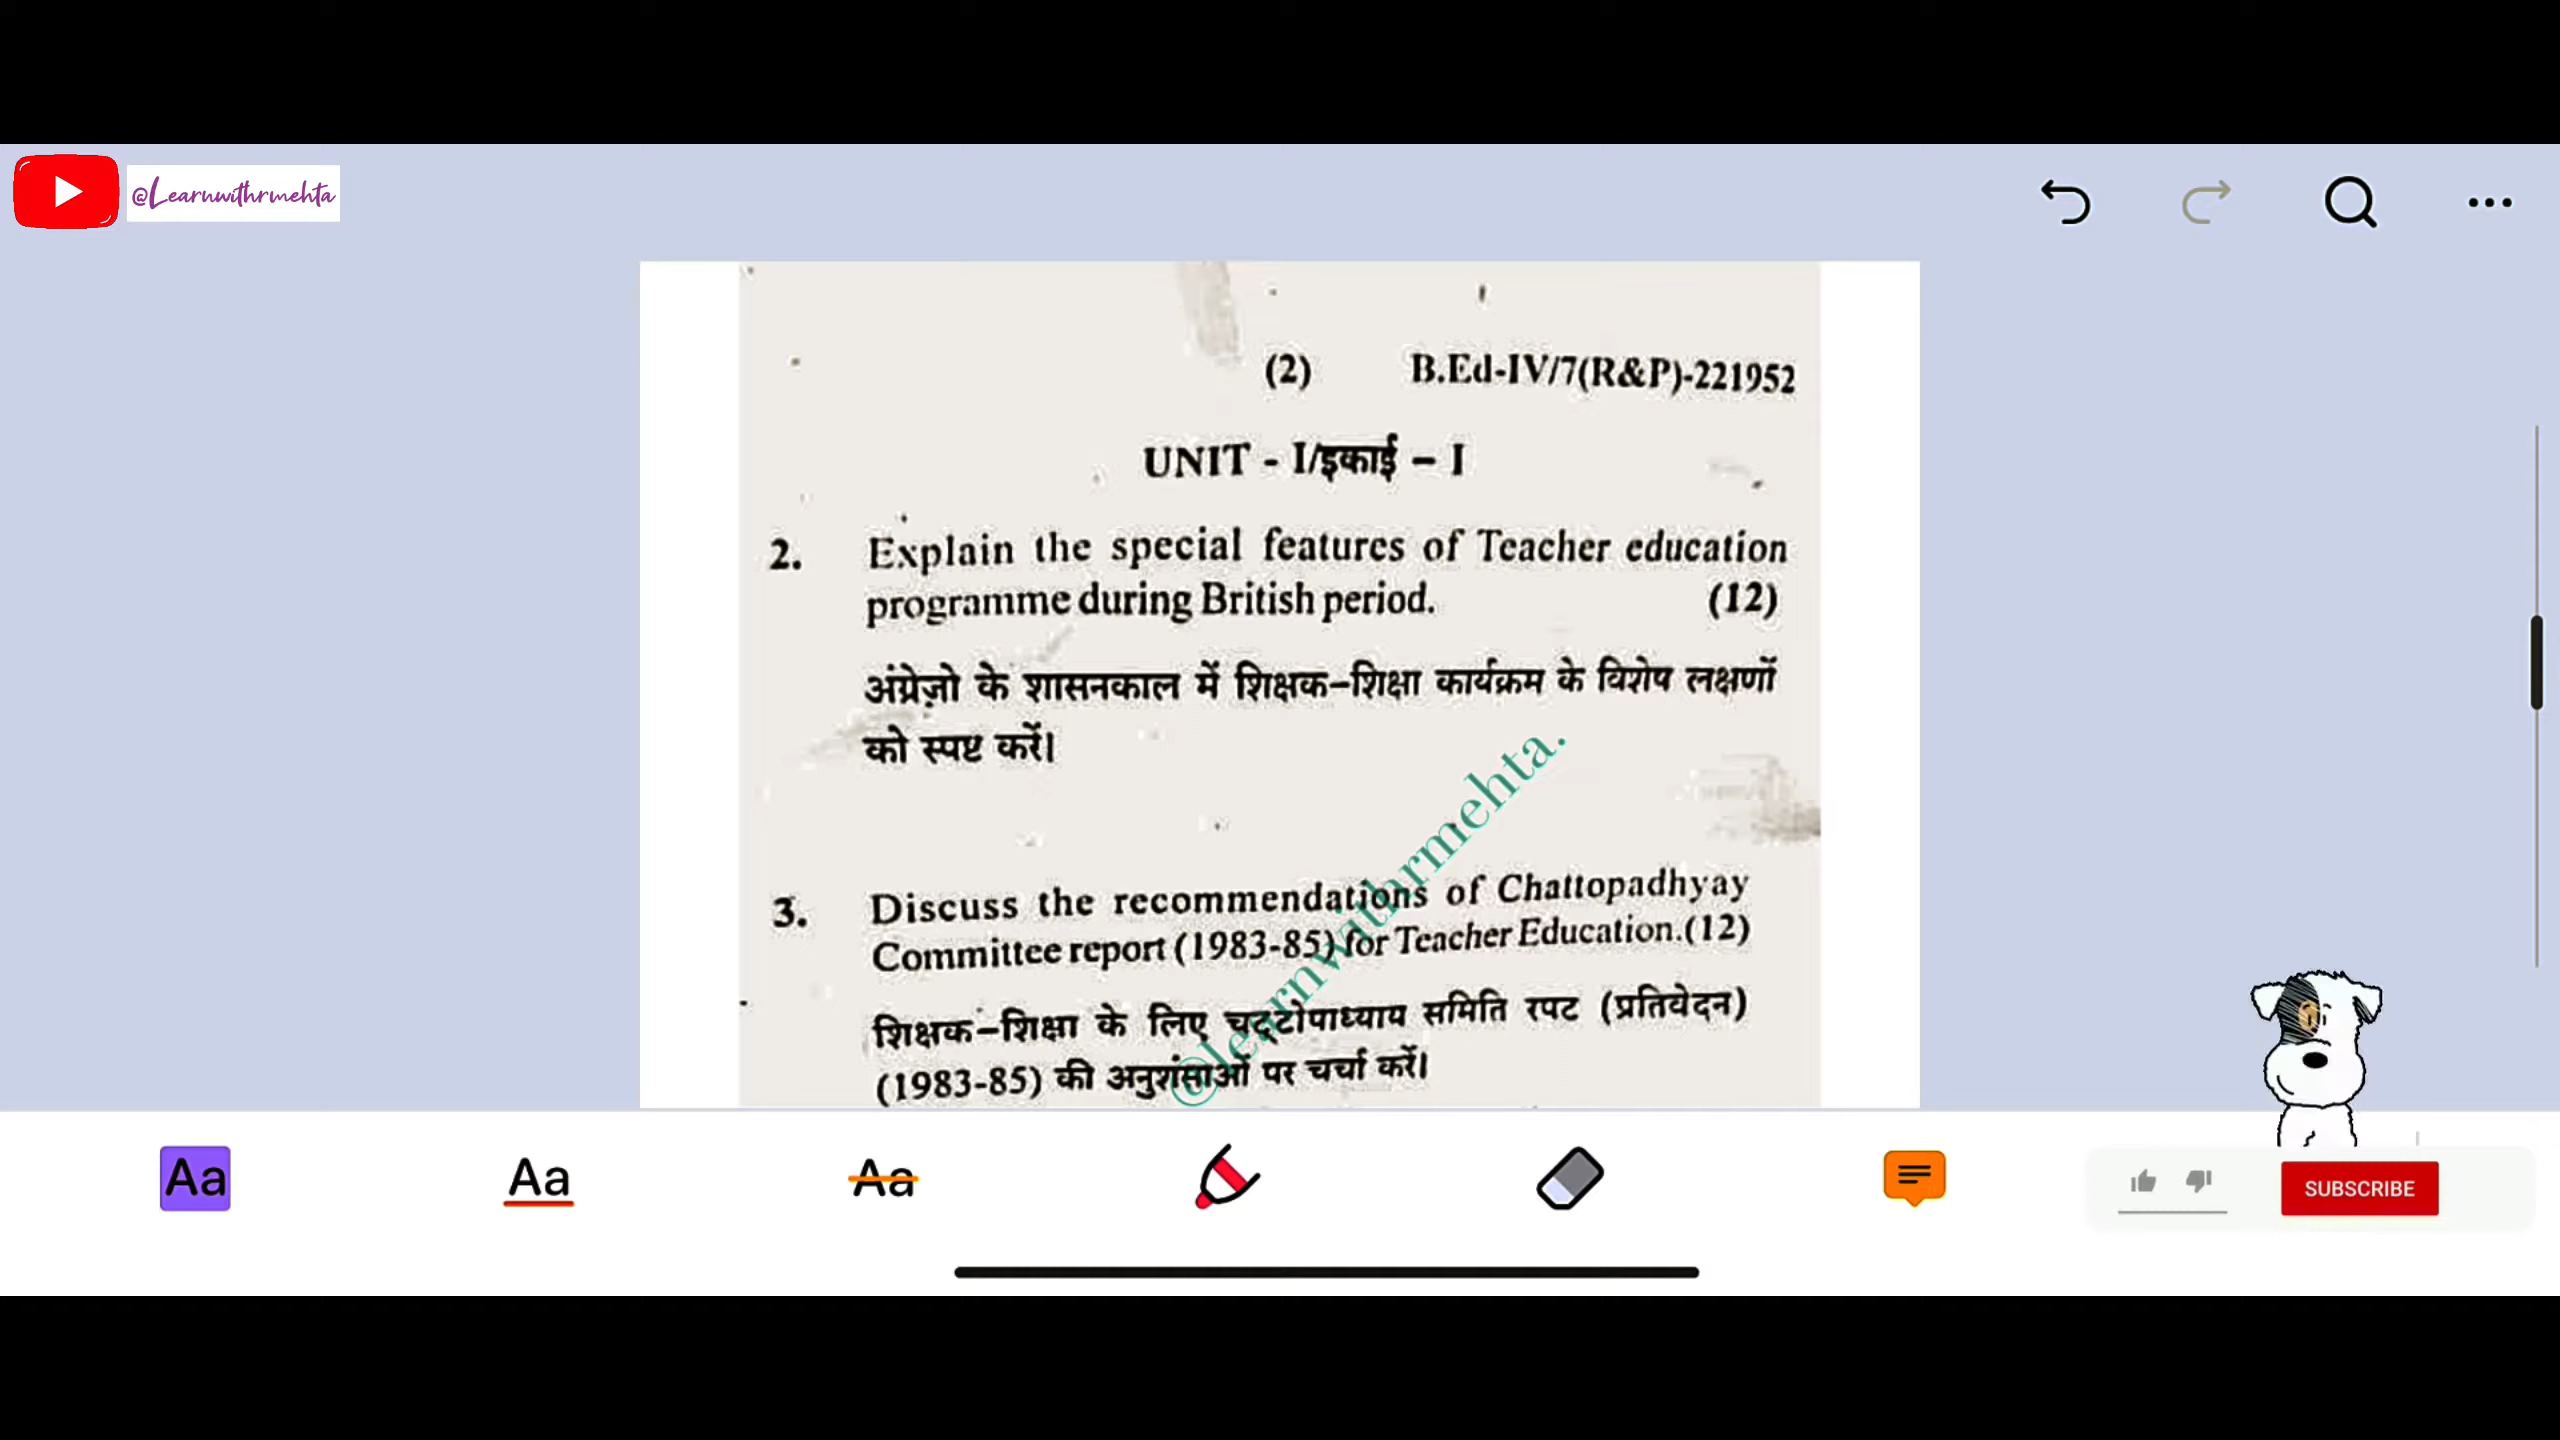 @Learnwithrmehta
(2) B.Ed-IV/7(R&P)-221952
UNIT - I/इकाई – I
2. Explain the special features of Teacher education
programme during British period. (12)
अंग्रेज़ो के शासनकाल में शिक्षक–शिक्षा कार्यक्रम के विशेष लक्षणों
को स्पष्ट करें।
3. Discuss the recommendations of Chattopadhyay
Committee report (1983-85) for Teacher Education.(12)
शिक्षक–शिक्षा के लिए चट्टोपाध्याय समिति रपट (प्रतिवेदन)
(1983-85) की अनुशंसाओं पर चर्चा करें।
@learnwithrmehta.
Aa
Aa
Aa
SUBSCRIBE